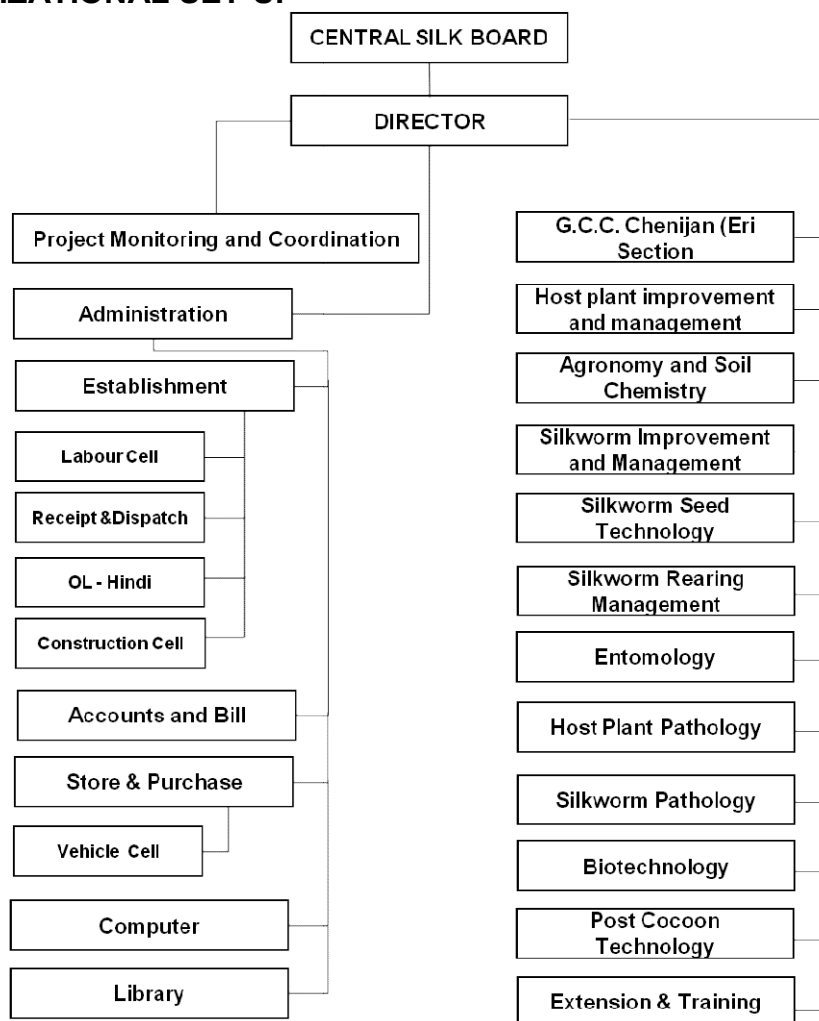 CENTRAL SILK BOARD
DIRECTOR
Project Monitoring and Coordination
Administration
Establishment
Labour Cell
Receipt &Dispatch
OL - Hindi
Construction Cell
Accounts and Bill
Store & Purchase
Vehicle Cell
Computer
Library
G.C.C. Chenijan (Eri
Section
Host plant improvement
and management
Agronomy and Soil
Chemistry
Silkworm Improvement
and Management
Silkworm Seed
Technology
Silkworm Rearing
Management
Entomology
Host Plant Pathology
Silkworm Pathology
Biotechnology
Post Cocoon
Technology
Extension & Training